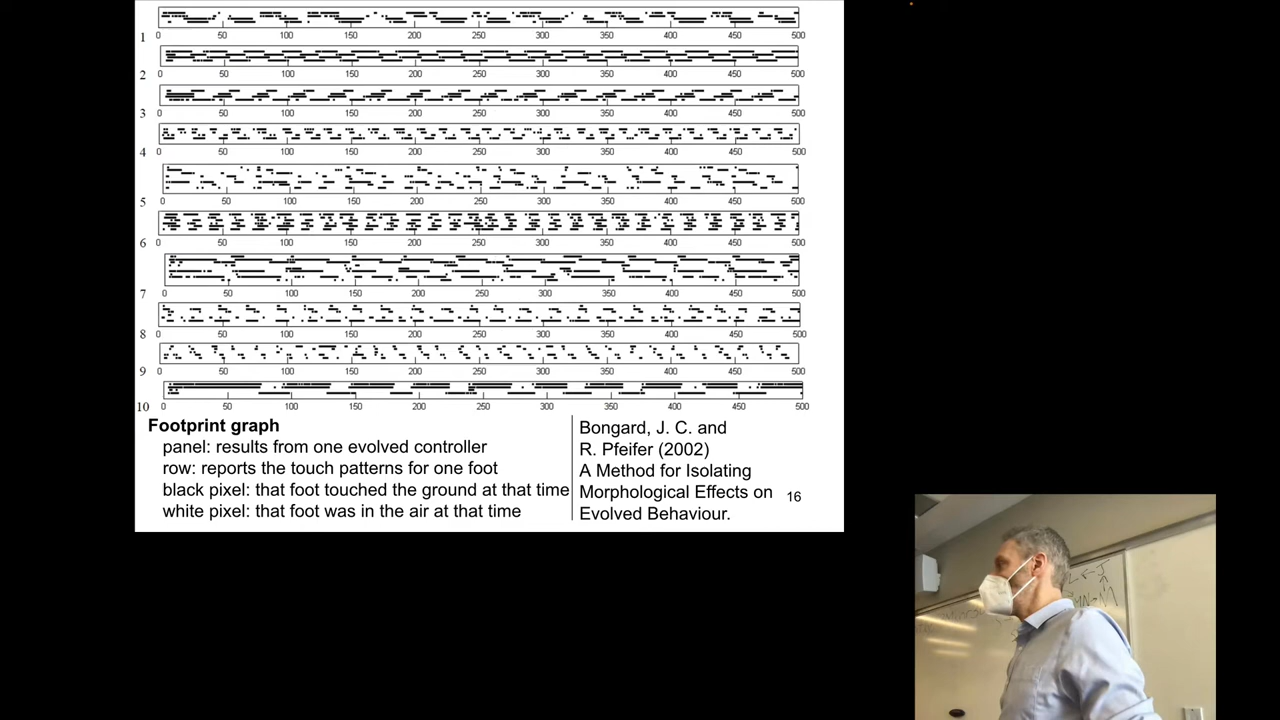 1 0 50 100 150 200 250 300 350 400 450 500
2 0 50 100 150 200 250 300 350 400 450 500
3 0 50 100 150 200 250 300 350 400 450 500
4 0 50 100 150 200 250 300 350 400 450 500
5 0 50 100 150 200 250 300 350 400 450 500
6 0 50 100 150 200 250 300 350 400 450 500
7 0 50 100 150 200 250 300 350 400 450 500
8 0 50 100 150 200 250 300 350 400 450 500
9 0 50 100 150 200 250 300 350 400 450 500
10 0 50 100 150 200 250 300 350 400 450 500
Footprint graph
panel: results from one evolved controller
row: reports the touch patterns for one foot
black pixel: that foot touched the ground at that time
white pixel: that foot was in the air at that time
Bongard, J. C. and
R. Pfeifer (2002)
A Method for Isolating
Morphological Effects on
Evolved Behaviour.
16